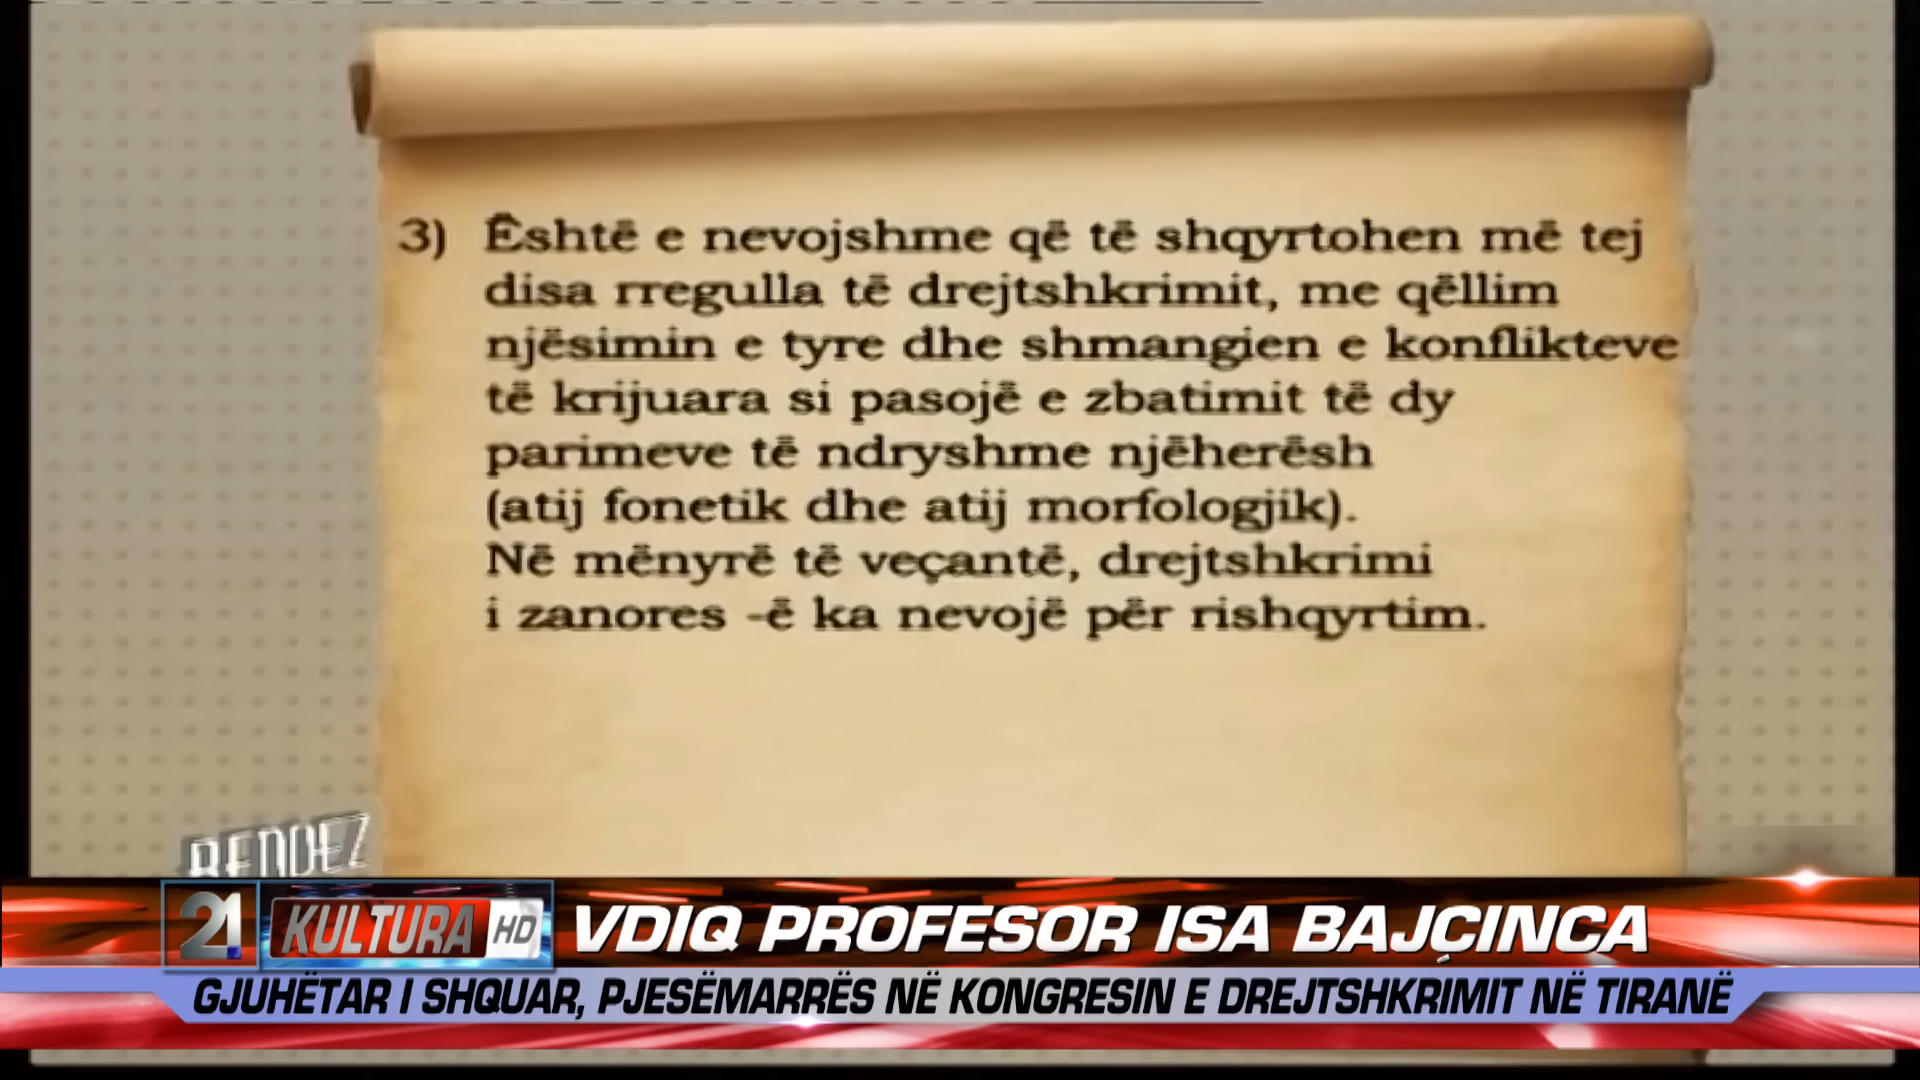 3) Është e nevojshme që të shqyrtohen më tej
disa rregulla të drejtshkrimit, me qëllim
njësimin e tyre dhe shmangien e konflikteve
të krijuara si pasojë e zbatimit të dy
parimeve të ndryshme njëherësh
(atij fonetik dhe atij morfologjik).
Në mënyrë të veçantë, drejtshkrimi
i zanores -ë ka nevojë për rishqyrtim.
21 KULTURA HD VDIQ PROFESOR ISA BAJÇINCA
GJUHËTAR I SHQUAR, PJESËMARRËS NË KONGRESIN E DREJTSHKRIMIT NË TIRANË